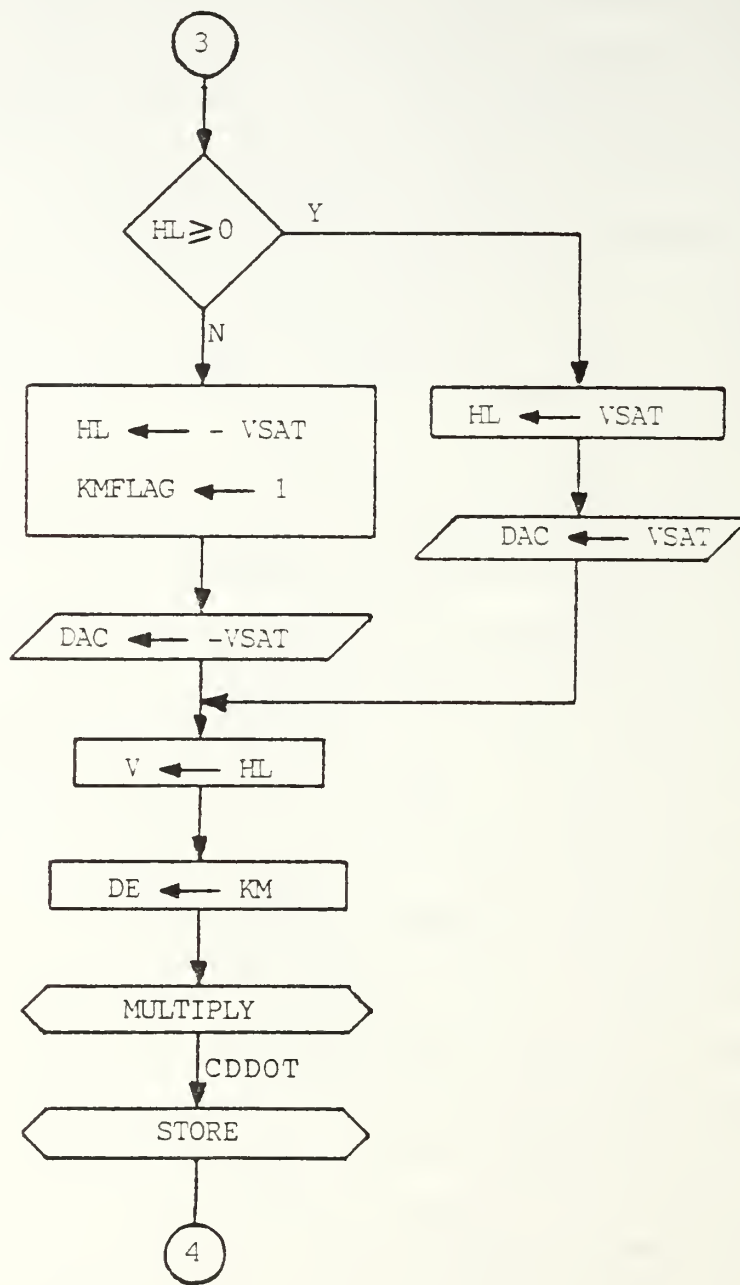 3
HL ≥ 0
Y
N
HL ← - VSAT
KMFLAG ← 1
HL ← VSAT
DAC ← VSAT
DAC ← -VSAT
V ← HL
DE ← KM
MULTIPLY
CDDOT
STORE
4